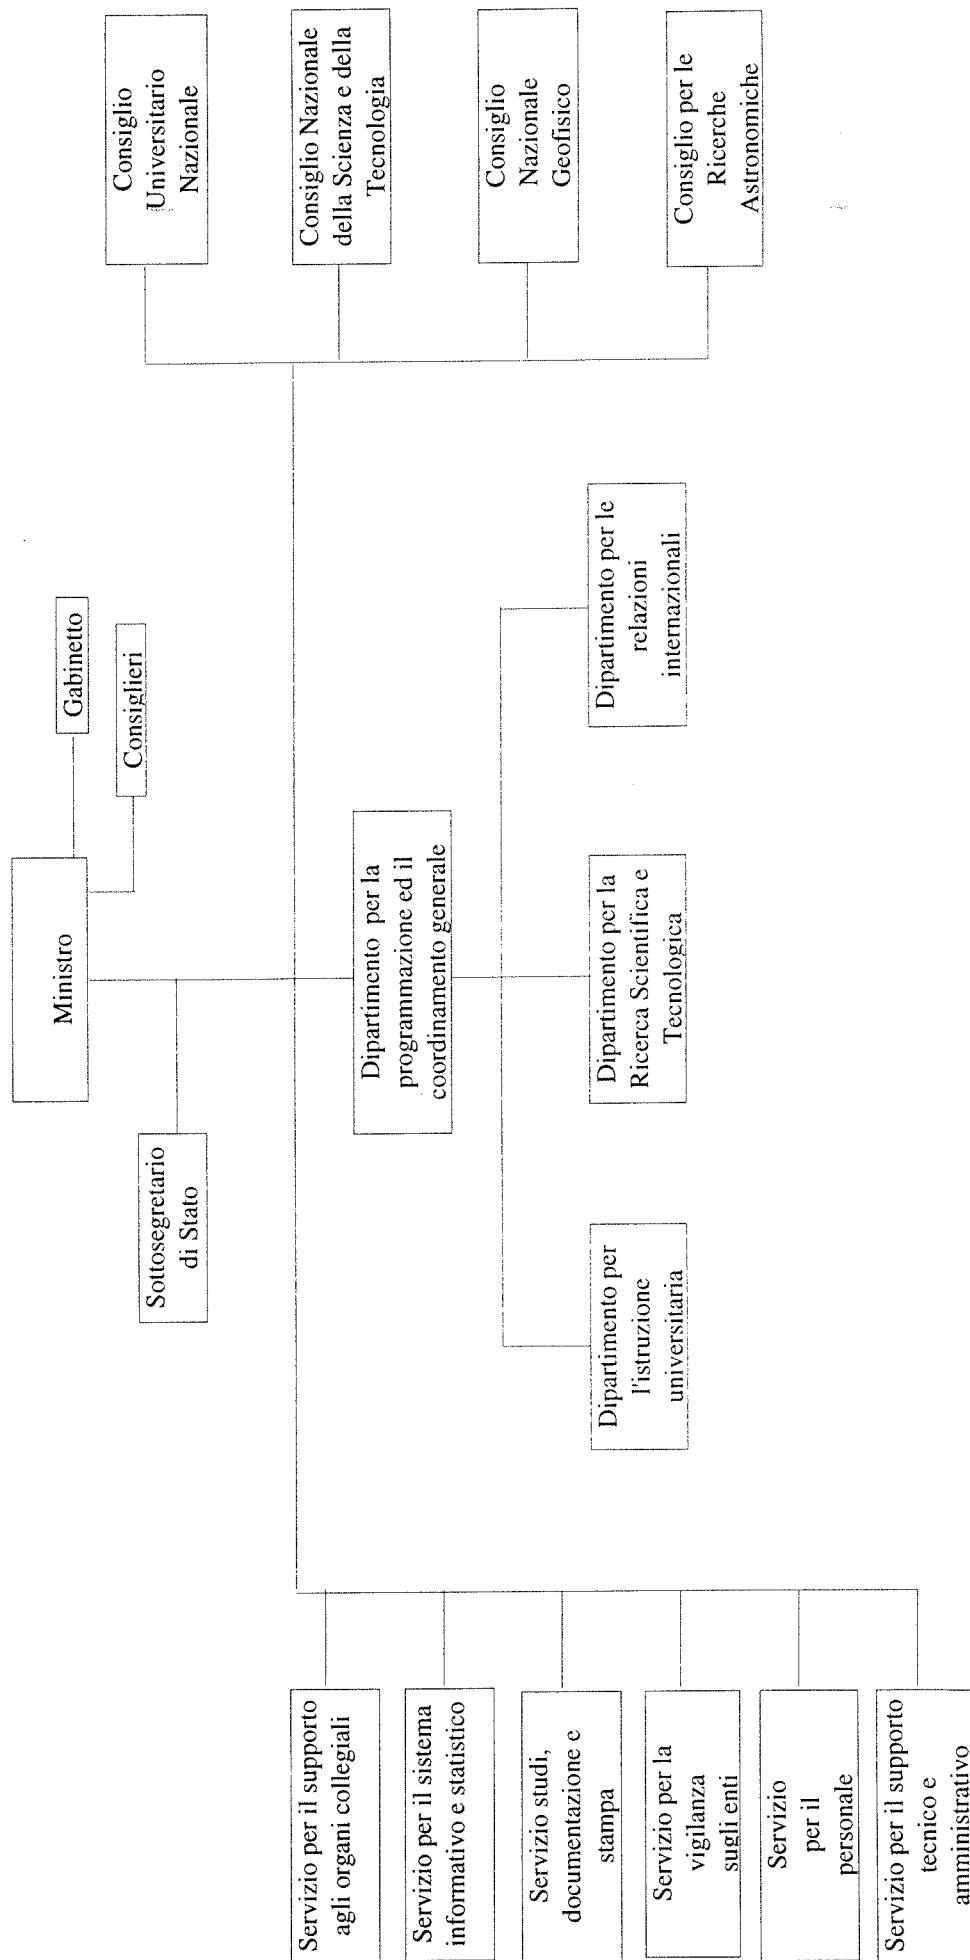 Ministro
Gabinetto
Consiglieri
Sottosegretario
di Stato
Dipartimento per la
programmazione ed il
coordinamento generale
Dipartimento per
l'istruzione
universitaria
Dipartimento per la
Ricerca Scientifica e
Tecnologica
Dipartimento per le
relazioni
internazionali
Servizio per il supporto
agli organi collegiali
Servizio per il sistema
informativo e statistico
Servizio studi,
documentazione e
stampa
Servizio per la
vigilanza
sugli enti
Servizio
per il
personale
Servizio per il supporto
tecnico e
amministrativo
Consiglio
Universitario
Nazionale
Consiglio Nazionale
della Scienza e della
Tecnologia
Consiglio
Nazionale
Geofisico
Consiglio per le
Ricerche
Astronomiche